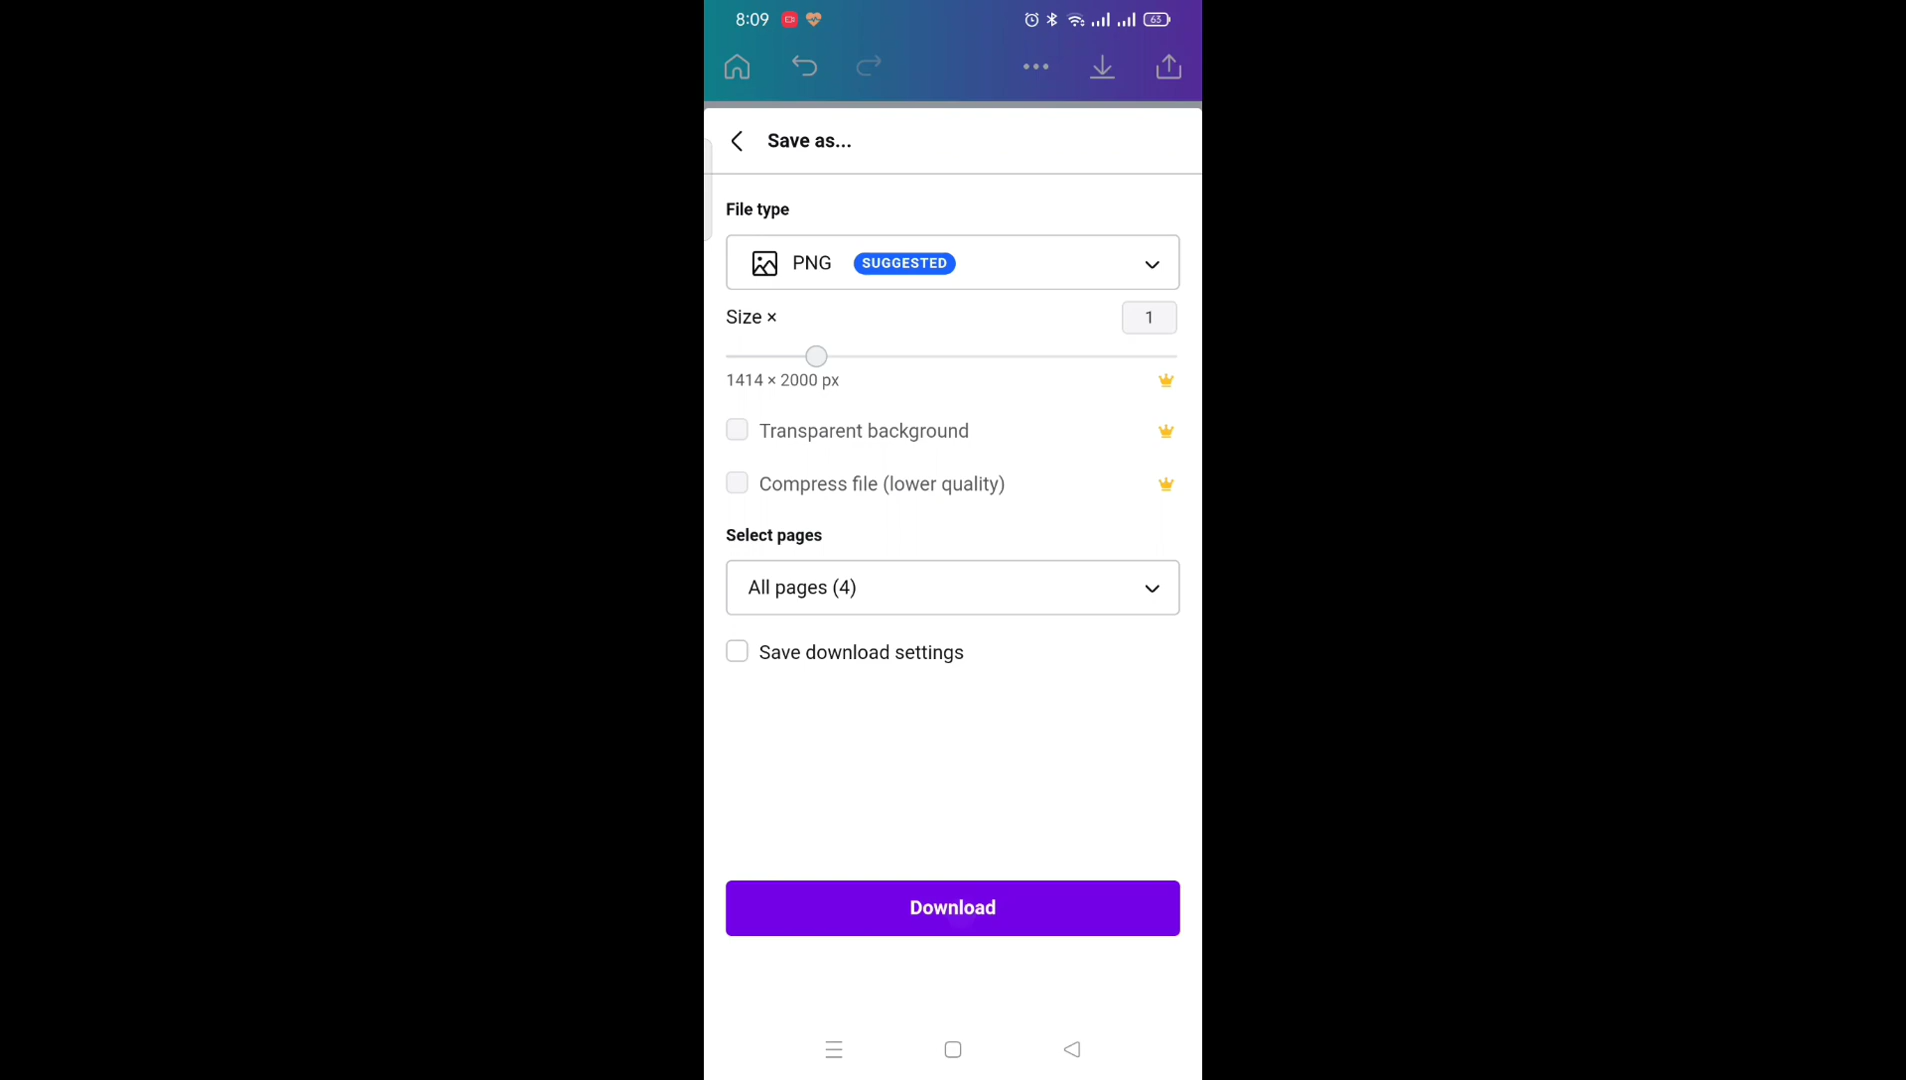 8:09
63
Save as...
File type
PNG SUGGESTED
Size × 1
1414 × 2000 px
Transparent background
Compress file (lower quality)
Select pages
All pages (4)
Save download settings
Download